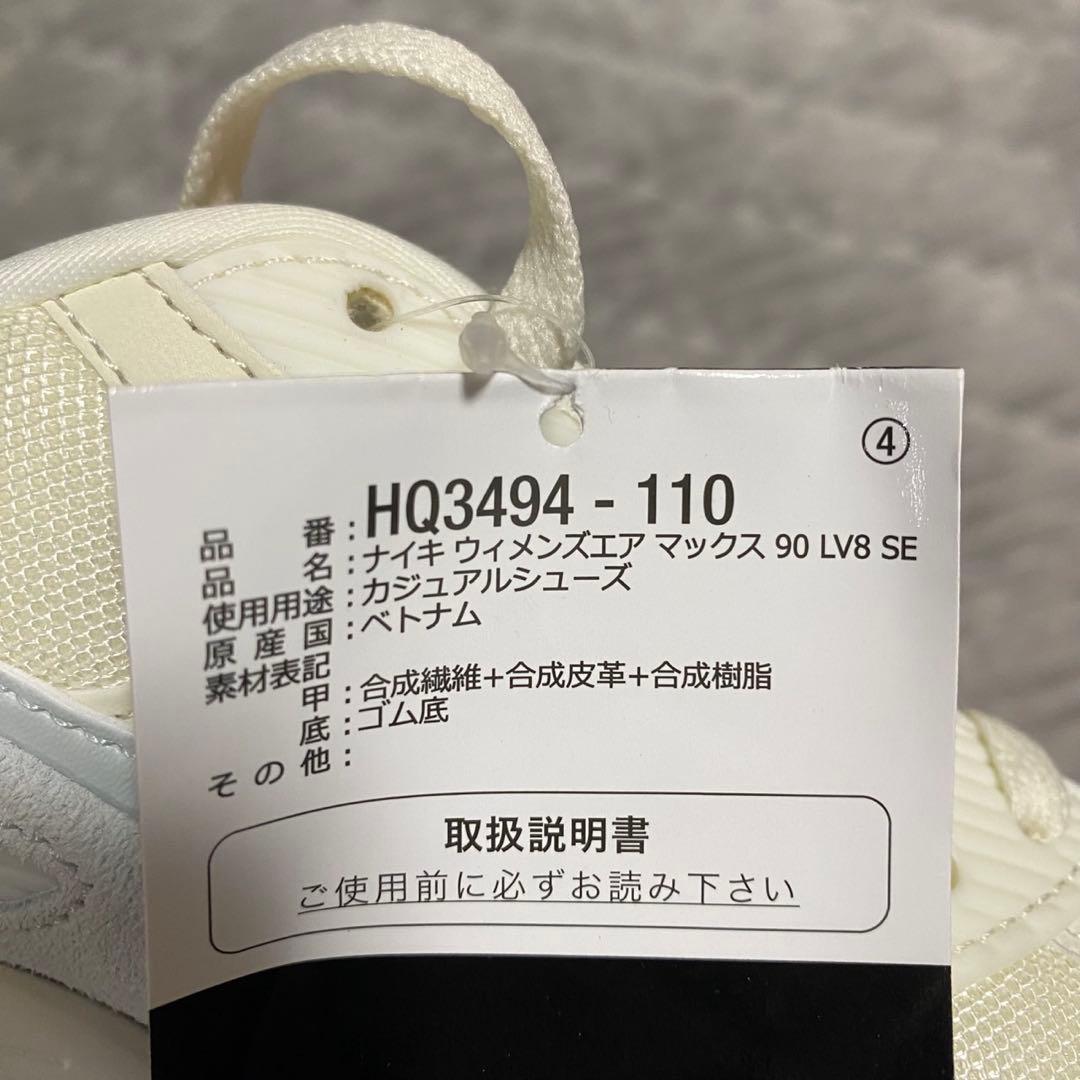 ④
品番:HQ3494 - 110
品名:ナイキ ウィメンズエア マックス 90 LV8 SE
使用用途:カジュアルシューズ
原産国:ベトナム
素材表記
甲:合成繊維+合成皮革+合成樹脂
底:ゴム底
その他:
取扱説明書
ご使用前に必ずお読み下さい